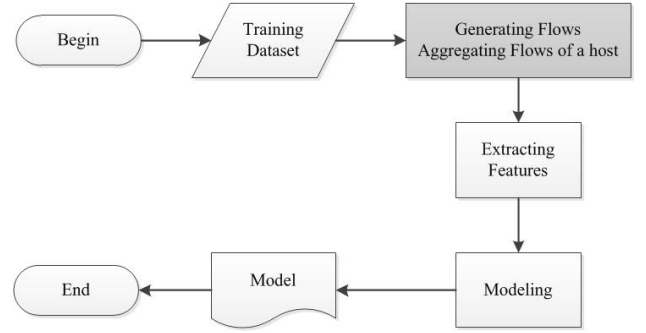 Begin
Training
Dataset
Generating Flows
Aggregating Flows of a host
Extracting
Features
Modeling
Model
End